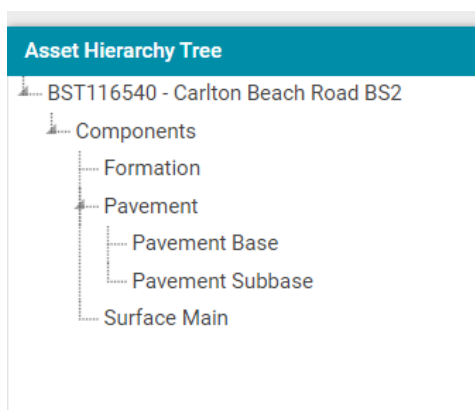 Asset Hierarchy Tree
BST116540 - Carlton Beach Road BS2
Components
Formation
Pavement
Pavement Base
Pavement Subbase
Surface Main